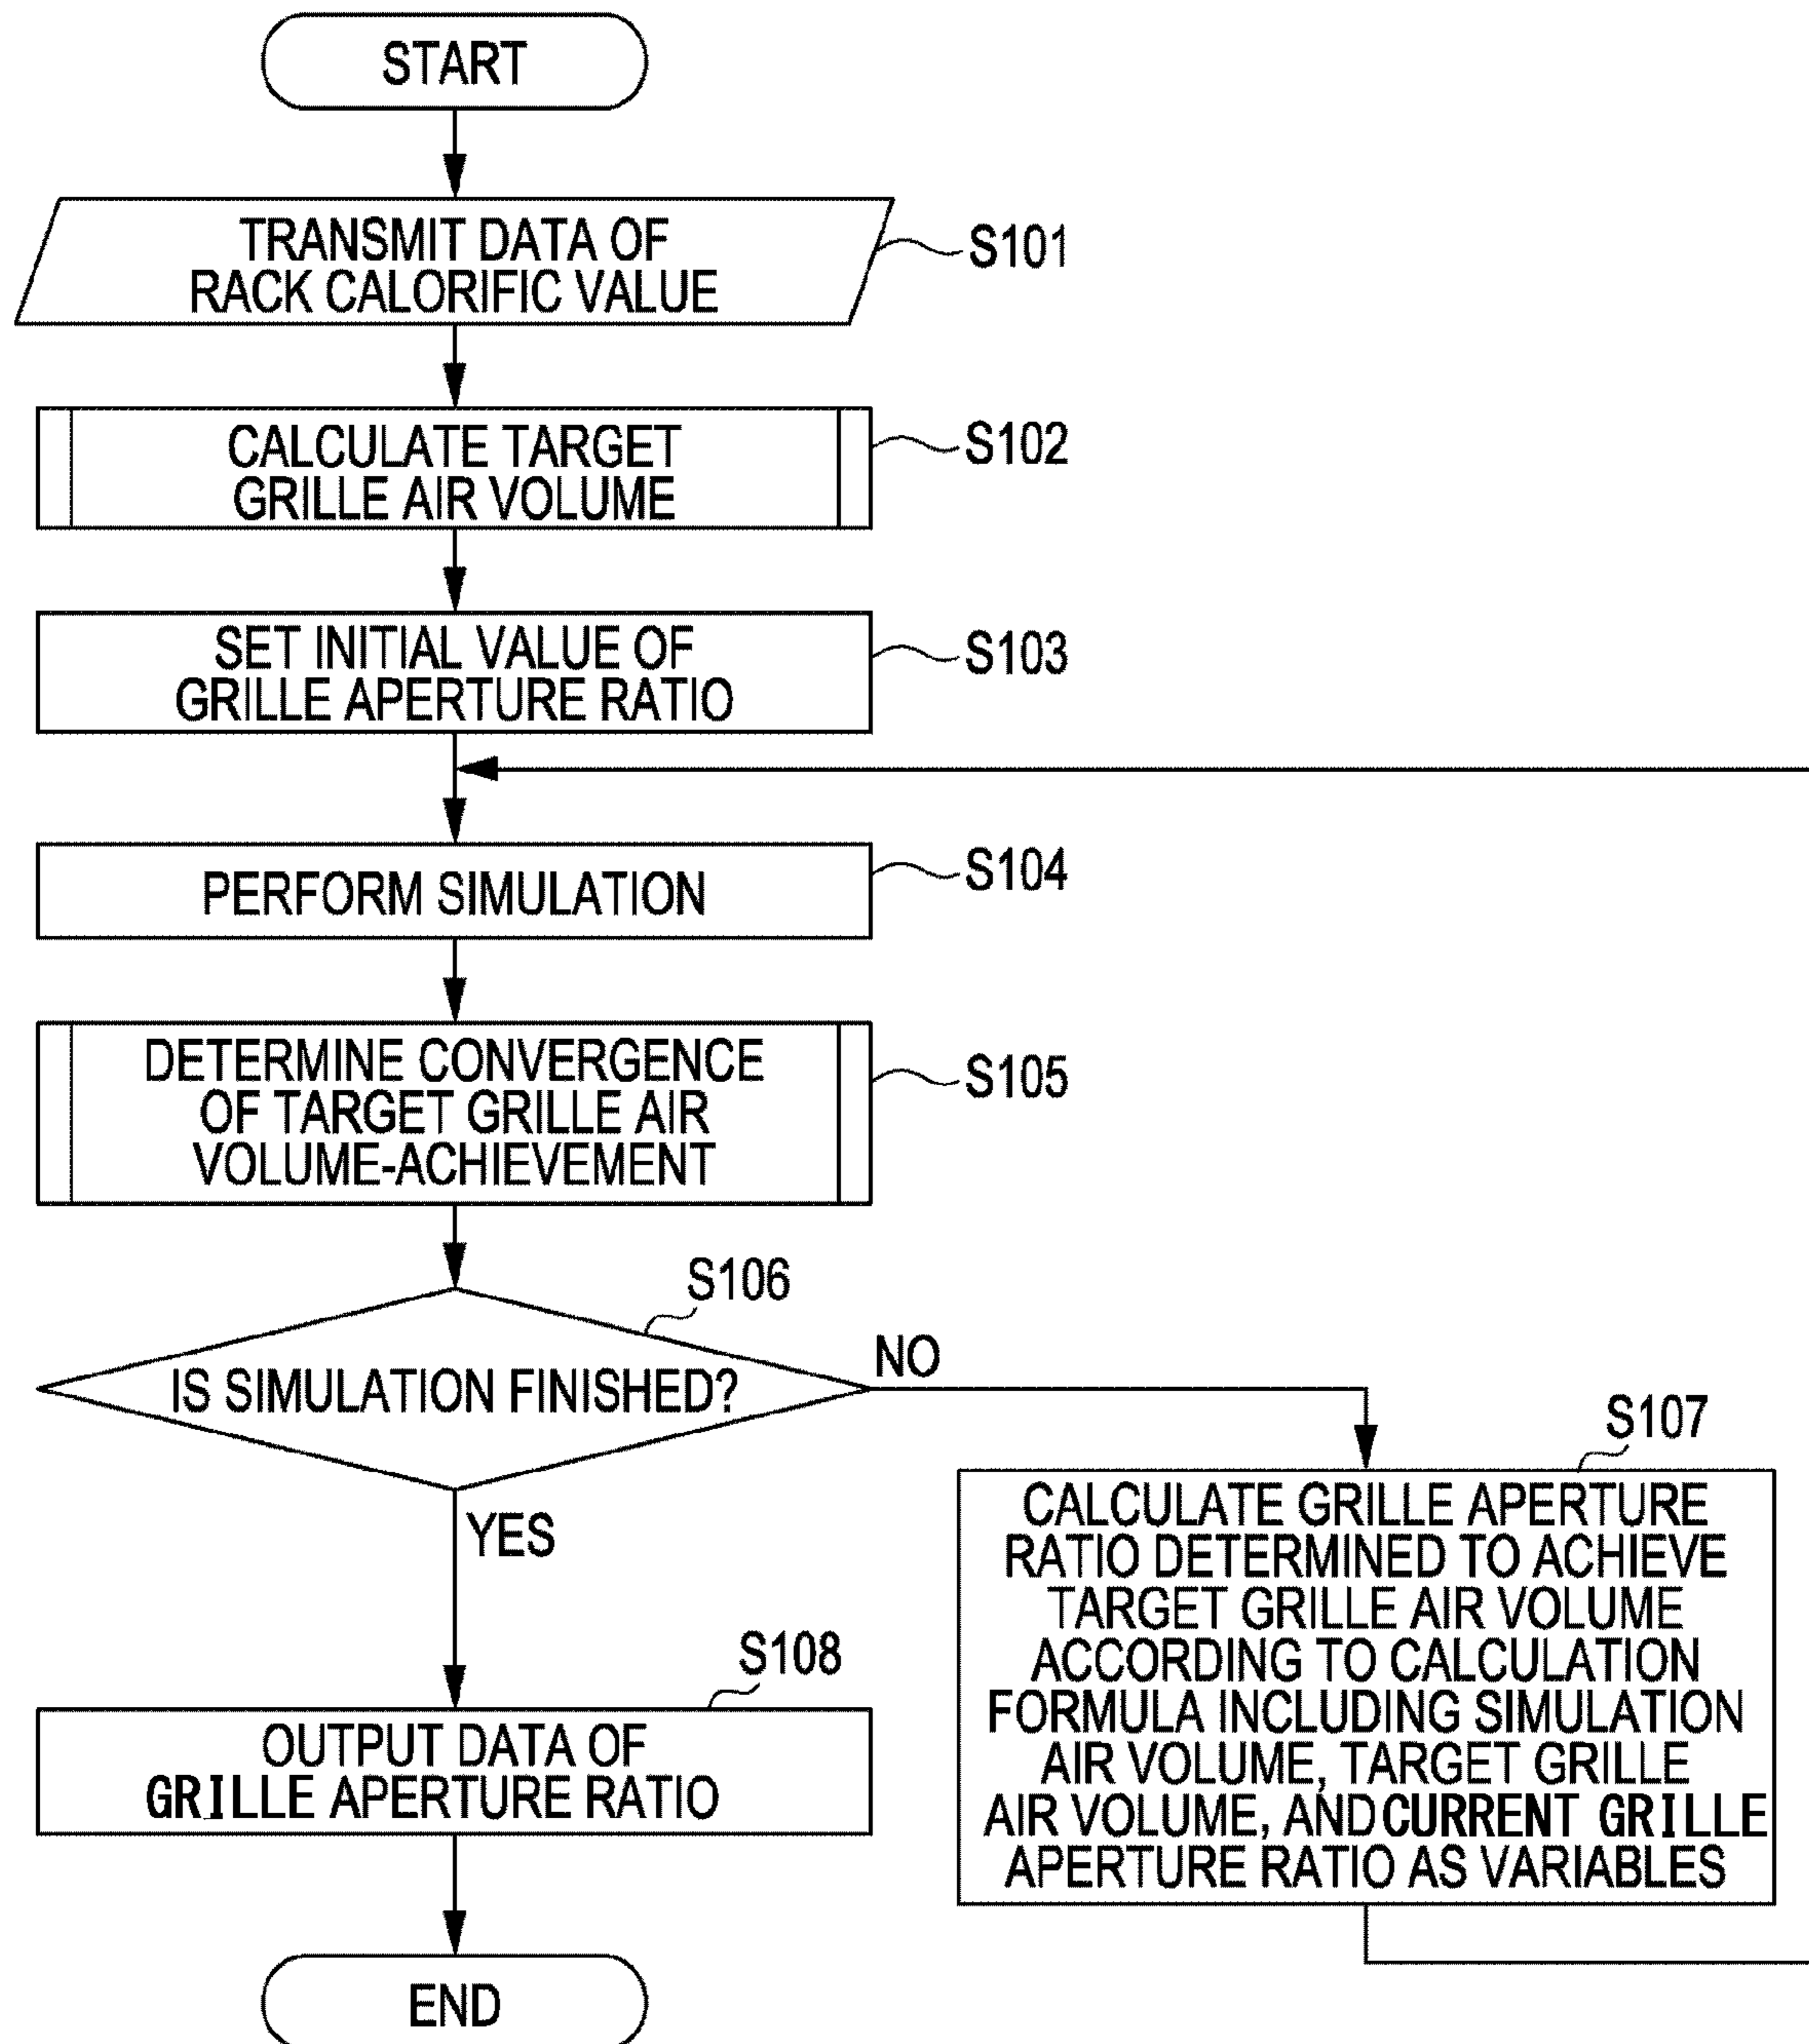 START
TRANSMIT DATA OF
RACK CALORIFIC VALUE
S101
CALCULATE TARGET
GRILLE AIR VOLUME
S102
SET INITIAL VALUE OF
GRILLE APERTURE RATIO
S103
PERFORM SIMULATION
S104
DETERMINE CONVERGENCE
OF TARGET GRILLE AIR
VOLUME-ACHIEVEMENT
S105
S106
IS SIMULATION FINISHED?
NO
YES
S107
CALCULATE GRILLE APERTURE
RATIO DETERMINED TO ACHIEVE
TARGET GRILLE AIR VOLUME
ACCORDING TO CALCULATION
FORMULA INCLUDING SIMULATION
AIR VOLUME, TARGET GRILLE
AIR VOLUME, AND CURRENT GRILLE
APERTURE RATIO AS VARIABLES
S108
OUTPUT DATA OF
GRILLE APERTURE RATIO
END